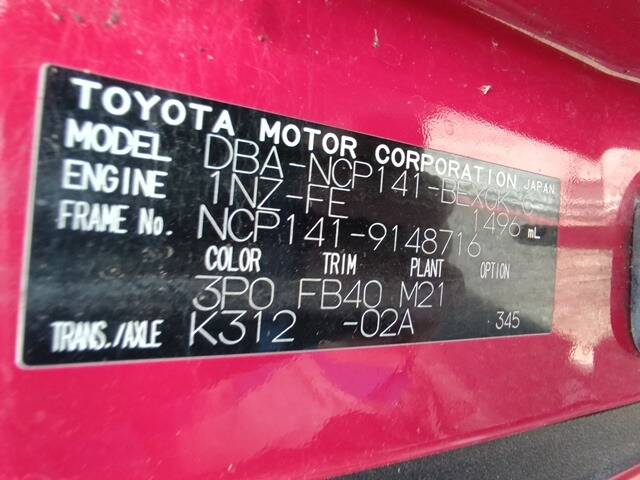 TOYOTA MOTOR CORPORATION JAPAN
MODEL DBA-NCP141-BEXGK
ENGINE 1NZ-FE 1496 mL
FRAME No. NCP141-9148716
COLOR TRIM PLANT OPTION
3P0 FB40 M21
TRANS./AXLE K312 -02A 345